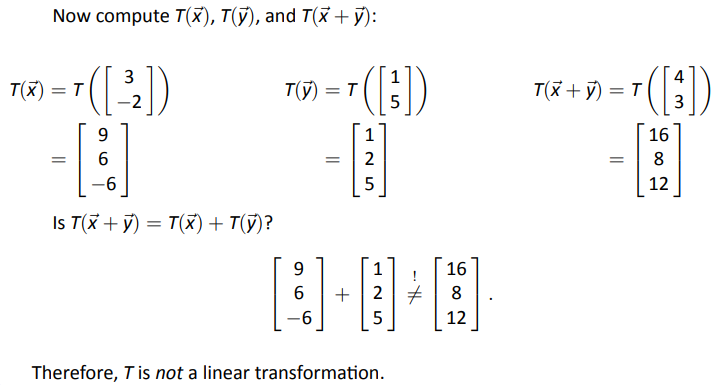 Now compute T(x⃗), T(y⃗), and T(x⃗ + y⃗):
T(x⃗) = T([3 −2]) T(y⃗) = T([1 5]) T(x⃗ + y⃗) = T([4 3])
= [9 6 −6] = [1 2 5] = [16 8 12]
Is T(x⃗ + y⃗) = T(x⃗) + T(y⃗)?
[9 6 −6] + [1 2 5] ≠! [16 8 12] .
Therefore, T is not a linear transformation.